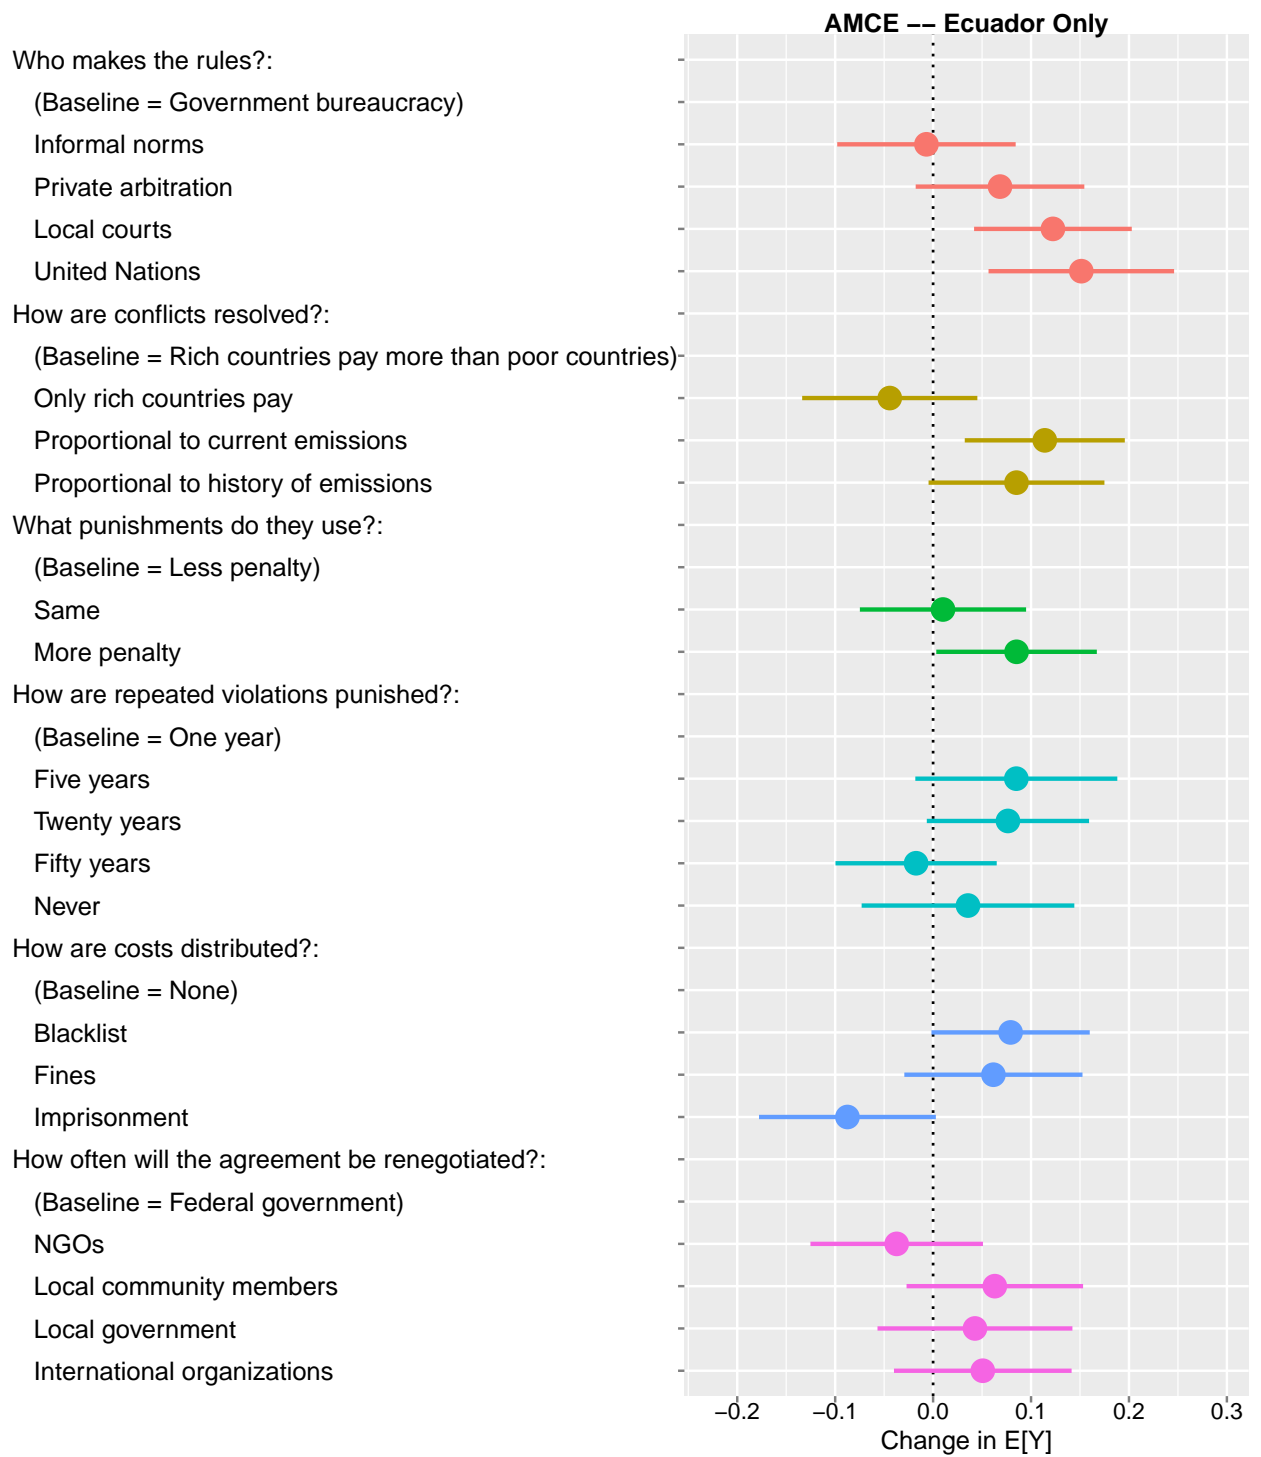 AMCE −− Ecuador Only
Who makes the rules?:
(Baseline = Government bureaucracy)
Informal norms
Private arbitration
Local courts
United Nations
How are conflicts resolved?:
(Baseline = Rich countries pay more than poor countries)
Only rich countries pay
Proportional to current emissions
Proportional to history of emissions
What punishments do they use?:
(Baseline = Less penalty)
Same
More penalty
How are repeated violations punished?:
(Baseline = One year)
Five years
Twenty years
Fifty years
Never
How are costs distributed?:
(Baseline = None)
Blacklist
Fines
Imprisonment
How often will the agreement be renegotiated?:
(Baseline = Federal government)
NGOs
Local community members
Local government
International organizations
−0.2 −0.1 0.0 0.1 0.2 0.3
Change in E[Y]